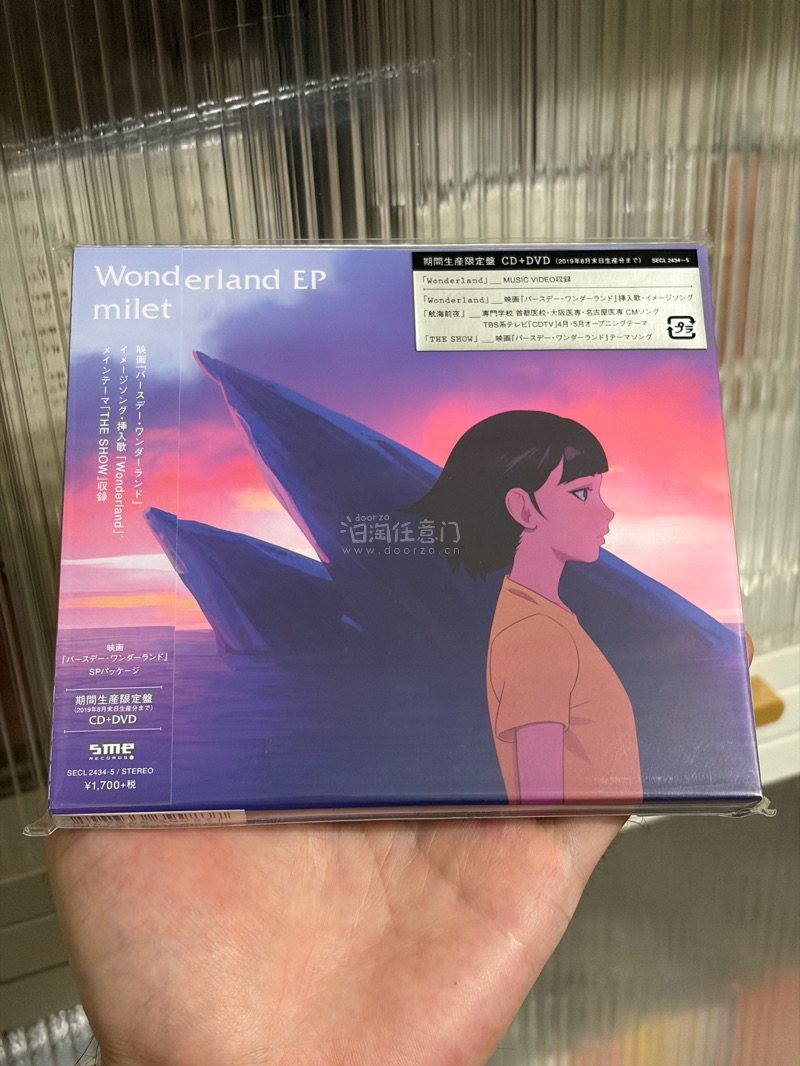 Wonderland EP
milet
期間生産限定盤 CD+DVD (2019年8月末日生産分まで) SECL 2434~5
「Wonderland」__ MUSIC VIDEO収録
「Wonderland」__ 映画『バースデー・ワンダーランド』挿入歌・イメージソング
「航海前夜」__ 専門学校 首都医校・大阪医専・名古屋医専 CMソング
TBS系テレビ「CDTV」4月・5月オープニングテーマ
「THE SHOW」__ 映画『バースデー・ワンダーランド』テーマソング
プラ
映画『バースデー・ワンダーランド』
イメージソング・挿入歌「Wonderland」、
メインテーマ「THE SHOW」収録
doorzo
日淘任意门
www.doorzo.cn
映画
『バースデー・ワンダーランド』
SPパッケージ
期間生産限定盤
(2019年8月末日生産分まで)
CD+DVD
sme
RECORDS
SECL 2434-5 / STEREO
¥1,700+税